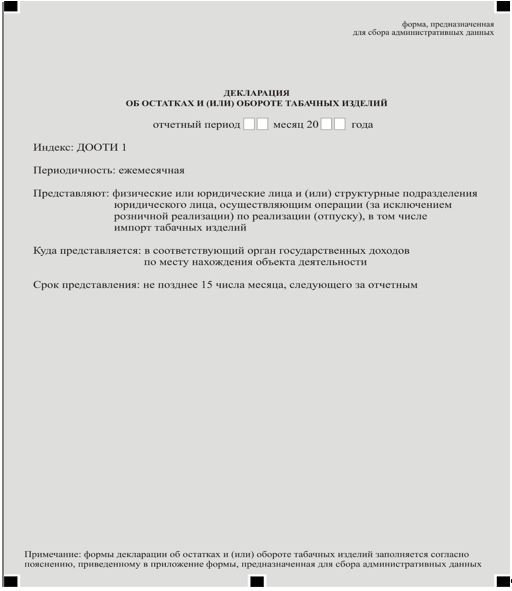 форма, предназначенная
для сбора административных данных
ДЕКЛАРАЦИЯ
ОБ ОСТАТКАХ И (ИЛИ) ОБОРОТЕ ТАБАЧНЫХ ИЗДЕЛИЙ
отчетный период месяц 20 года
Индекс: ДООТИ 1
Периодичность: ежемесячная
Представляют: физические или юридические лица и (или) структурные подразделения
юридического лица, осуществляющим операции (за исключением
розничной реализации) по реализации (отпуску), в том числе
импорт табачных изделий
Куда представляется: в соответствующий орган государственных доходов
по месту нахождения объекта деятельности
Срок представления: не позднее 15 числа месяца, следующего за отчетным
Примечание: формы декларации об остатках и (или) обороте табачных изделий заполняется согласно
пояснению, приведенному в приложение формы, предназначенная для сбора административных данных